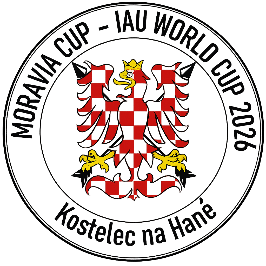 MORAVIA CUP - IAU WORLD CUP 2026
Kostelec na Hané